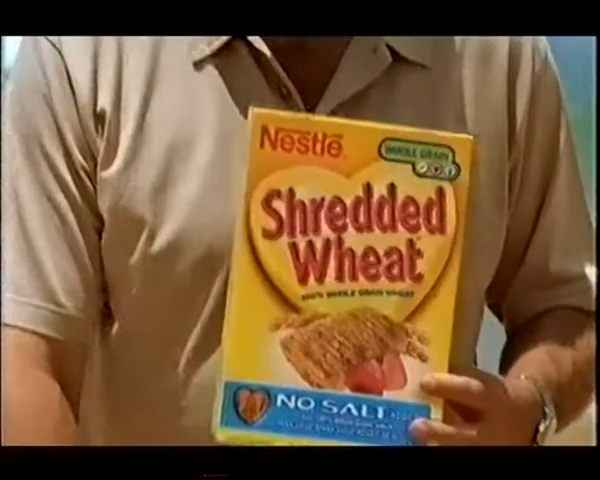 Nestlé
WHOLE GRAIN
Shredded
Wheat
100% WHOLE GRAIN WHEAT
NO SALT